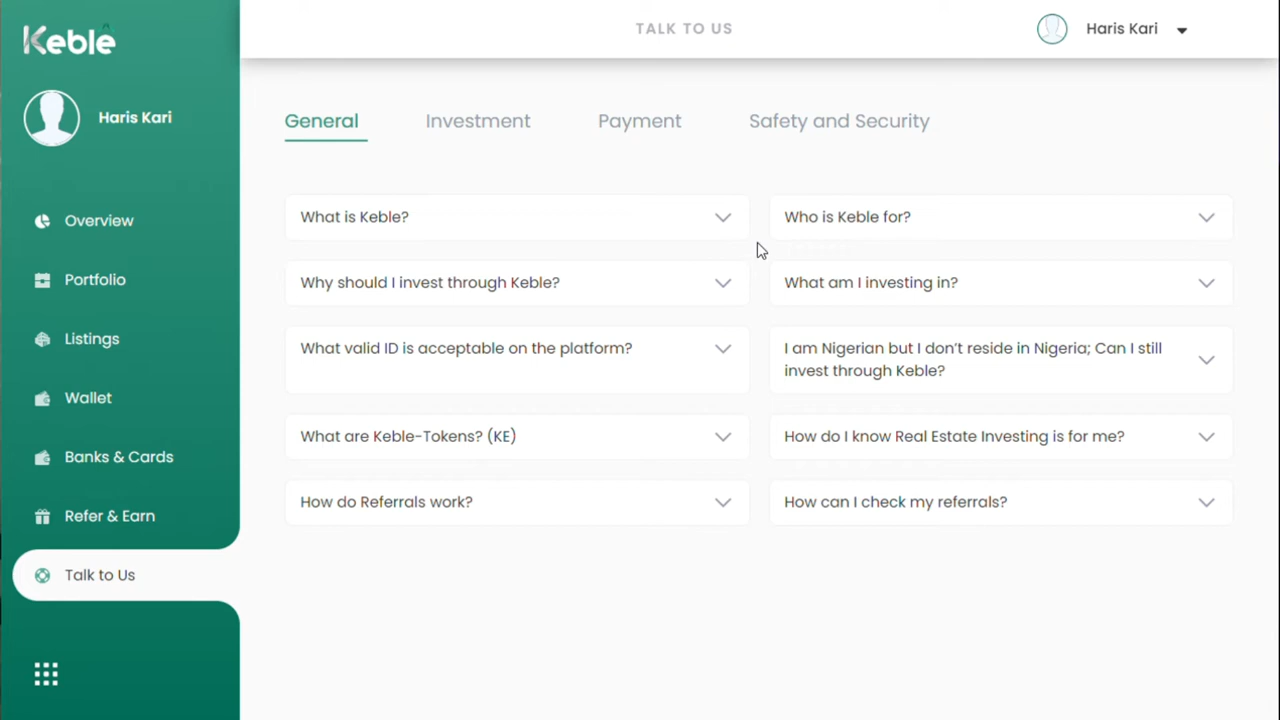 Keble
TALK TO US
Haris Kari
Haris Kari
Overview
Portfolio
Listings
Wallet
Banks & Cards
Refer & Earn
Talk to Us
General
Investment
Payment
Safety and Security
What is Keble?
Who is Keble for?
Why should I invest through Keble?
What am I investing in?
What valid ID is acceptable on the platform?
I am Nigerian but I don't reside in Nigeria; Can I still
invest through Keble?
What are Keble-Tokens? (KE)
How do I know Real Estate Investing is for me?
How do Referrals work?
How can I check my referrals?